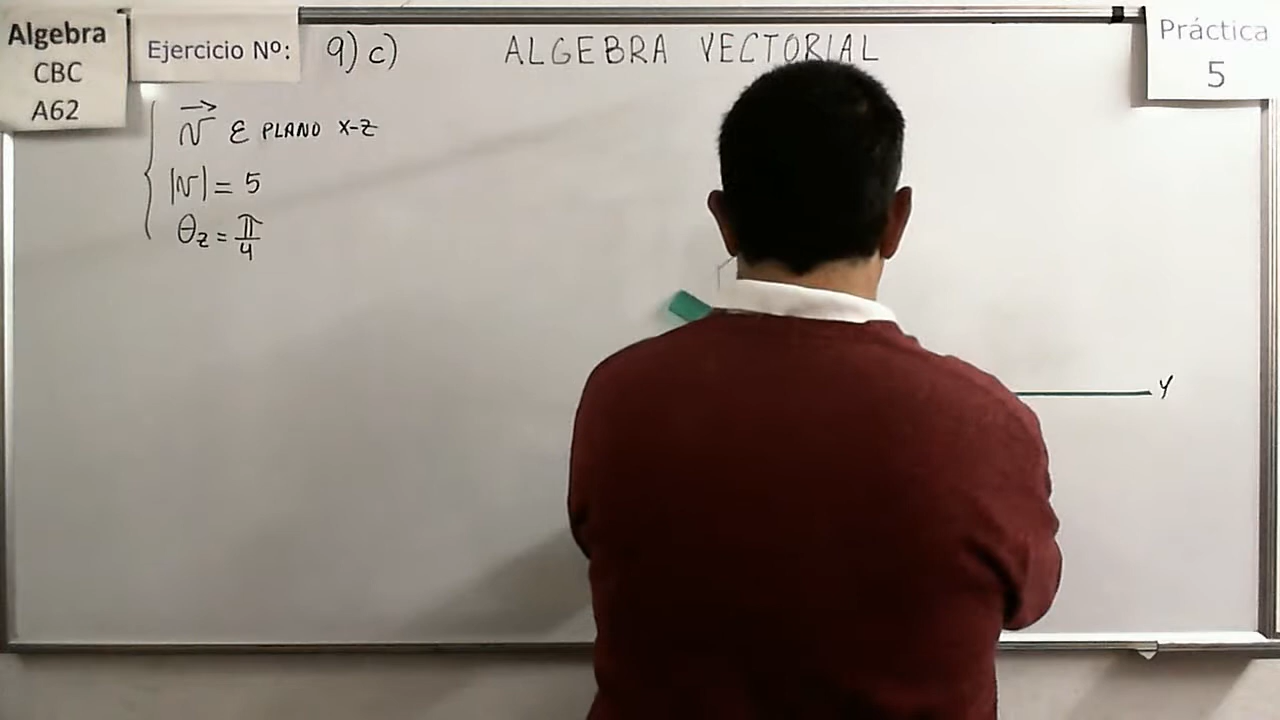 Algebra
CBC
A62
Ejercicio Nº:
9) c)
ALGEBRA VECTORIAL
Práctica
5
v⃗ ε PLANO X-Z
|v| = 5
θz = π/4
Y